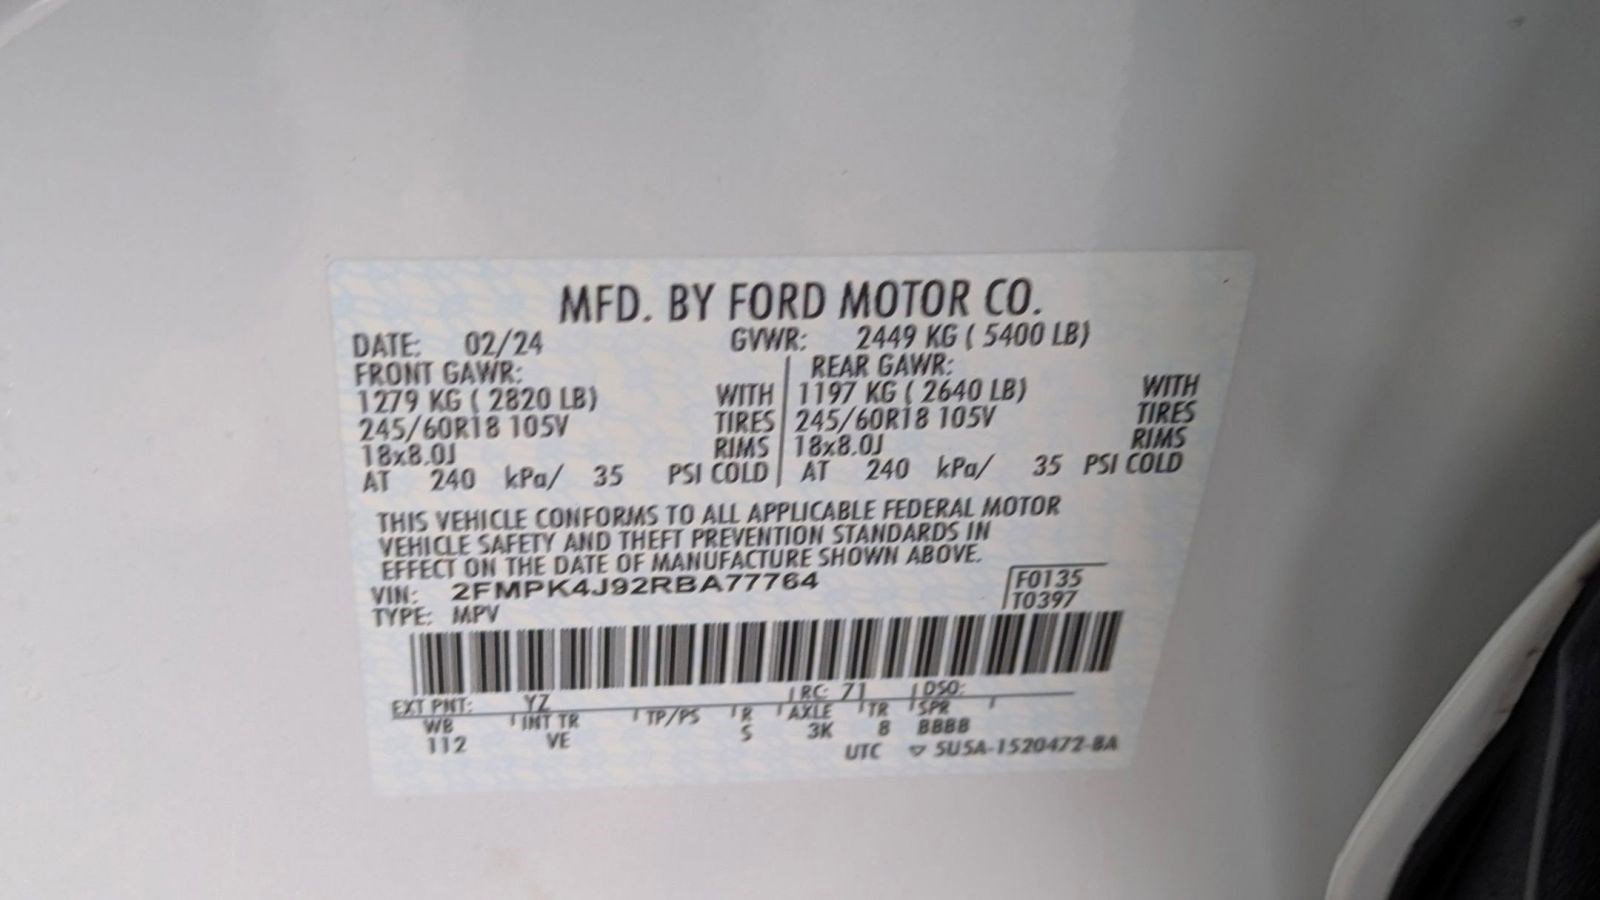 MFD. BY FORD MOTOR CO.
DATE: 02/24 GVWR: 2449 KG ( 5400 LB)
FRONT GAWR: REAR GAWR:
1279 KG ( 2820 LB) WITH 1197 KG ( 2640 LB) WITH
245/60R18 105V TIRES 245/60R18 105V TIRES
18x8.0J RIMS 18x8.0J RIMS
AT 240 kPa/ 35 PSI COLD AT 240 kPa/ 35 PSI COLD
THIS VEHICLE CONFORMS TO ALL APPLICABLE FEDERAL MOTOR
VEHICLE SAFETY AND THEFT PREVENTION STANDARDS IN
EFFECT ON THE DATE OF MANUFACTURE SHOWN ABOVE.
VIN: 2FMPK4J92RBA77764 F0135
TYPE: MPV T0397
EXT PNT: YZ RC: 71 DSO:
WB INT TR TP/PS R AXLE TR SPR
112 VE S 3K 8 BBBB
UTC ▽ 5U5A-1520472-BA